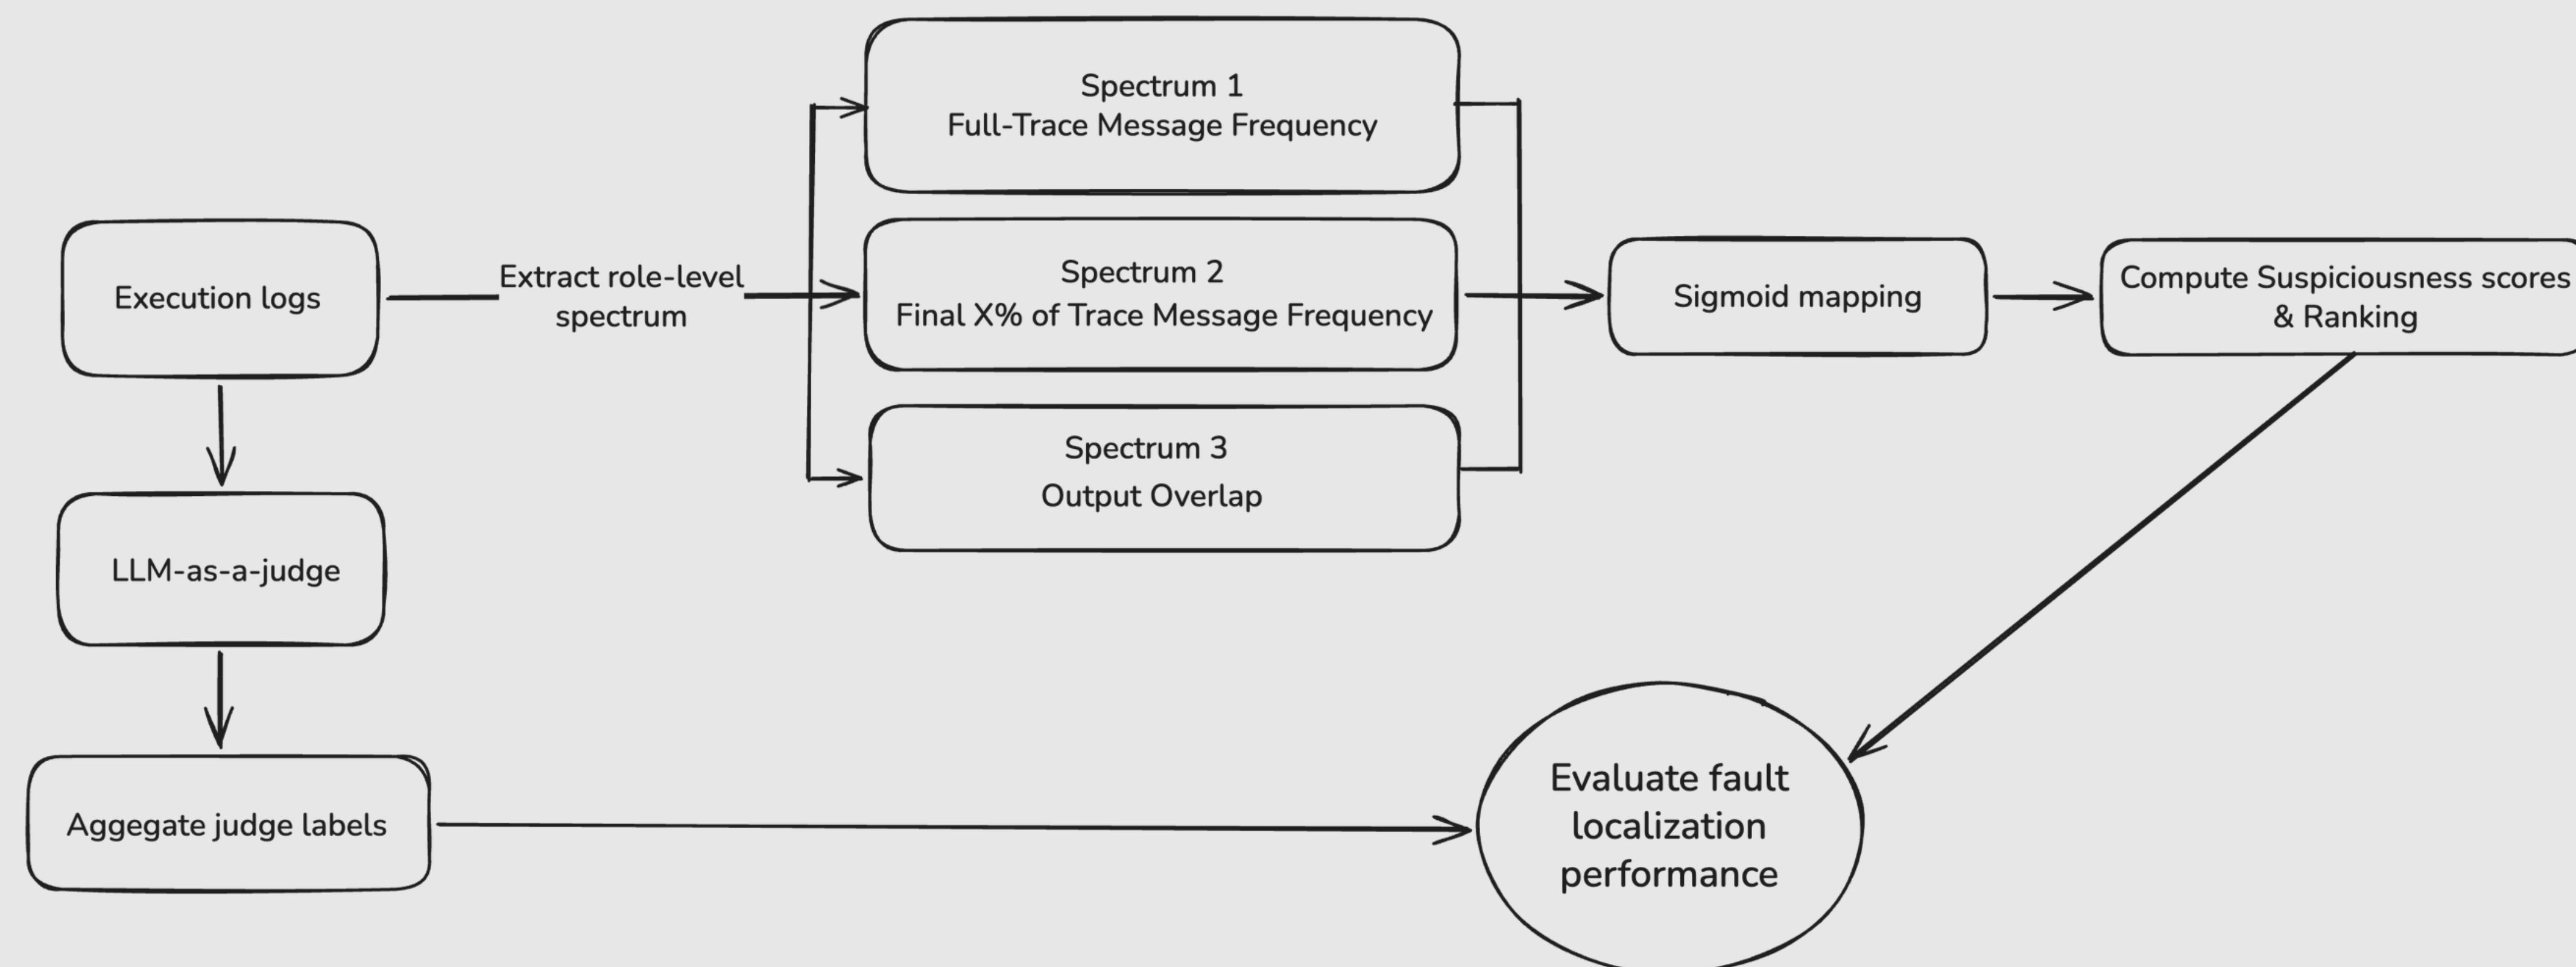 Spectrum 1
Full-Trace Message Frequency
Execution logs
Extract role-level
spectrum
Spectrum 2
Final X% of Trace Message Frequency
Sigmoid mapping
Compute Suspiciousness scores
& Ranking
Spectrum 3
Output Overlap
LLM-as-a-judge
Aggegate judge labels
Evaluate fault
localization
performance